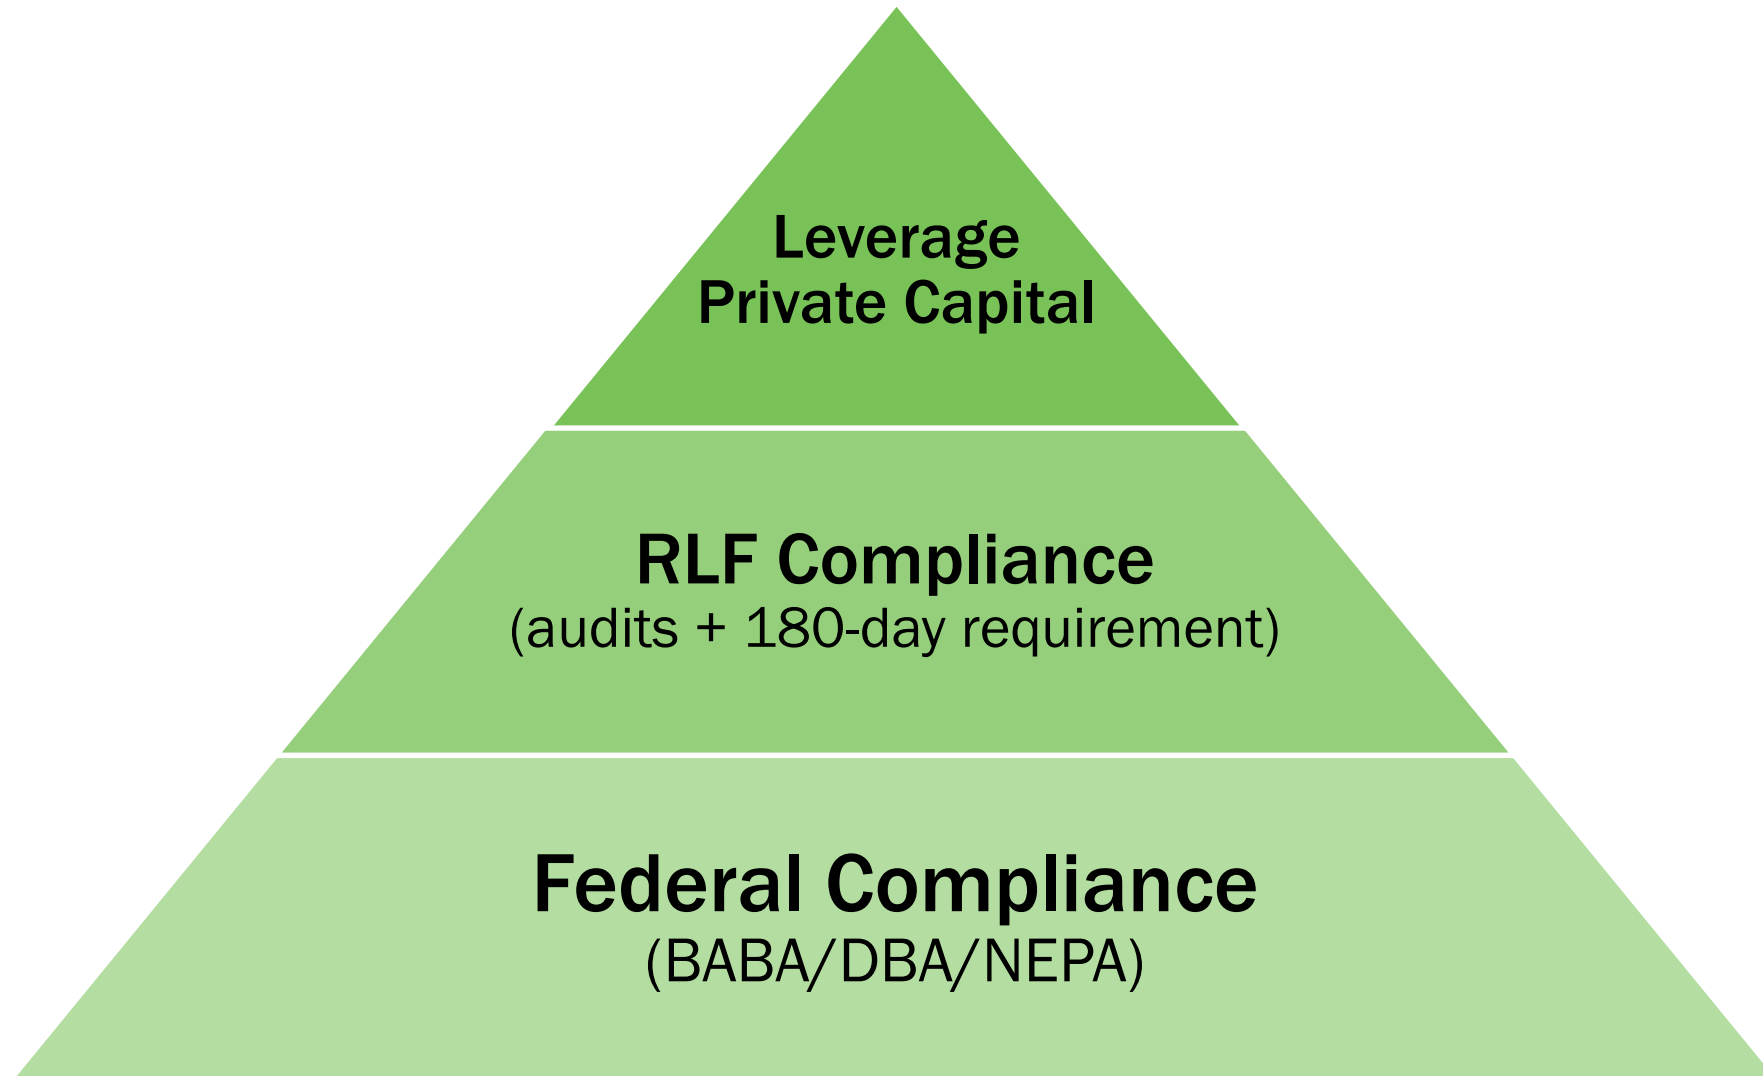 Leverage
Private Capital
RLF Compliance
(audits + 180-day requirement)
Federal Compliance
(BABA/DBA/NEPA)